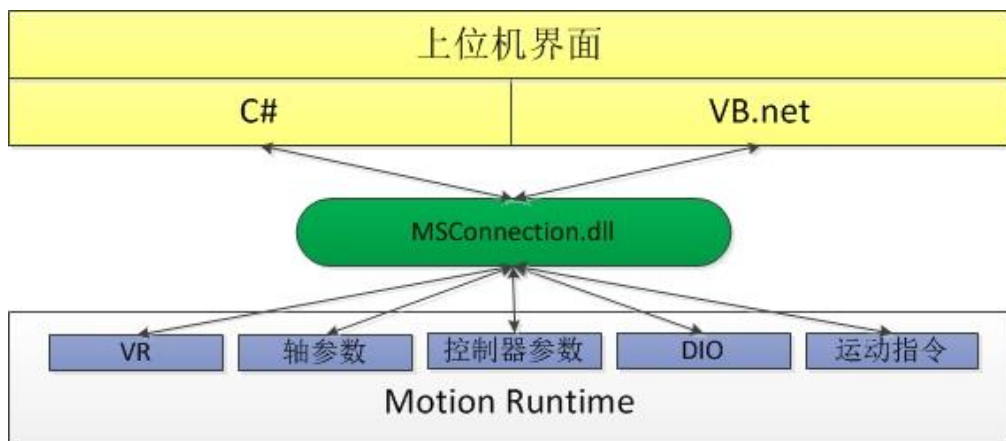 上位机界面
C#
VB.net
MSConnection.dll
VR
轴参数
控制器参数
DIO
运动指令
Motion Runtime